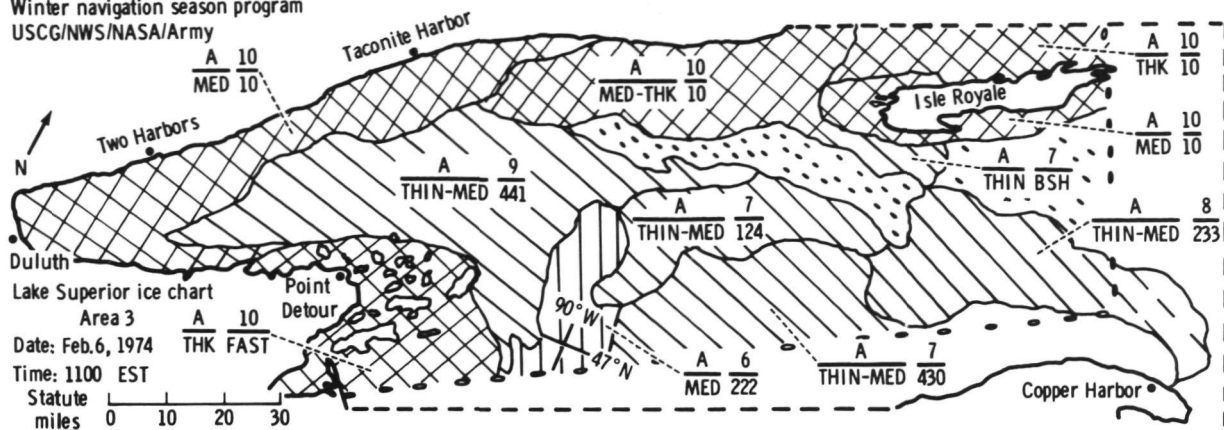 Winter navigation season program
USCG/NWS/NASA/Army
Taconite Harbor
A 10
MED 10
A 10
MED-THK 10
A 10
THK 10
Isle Royale
Two Harbors
A 10
MED 10
N
A 9
THIN-MED 441
A 7
THIN BSH
A 7
THIN-MED 124
A 8
THIN-MED 233
Duluth
Point
Detour
Lake Superior ice chart
Area 3
Date: Feb. 6, 1974
Time: 1100 EST
A 10
THK FAST
90° W
47° N
A 6
MED 222
A 7
THIN-MED 430
Copper Harbor
Statute
miles 0 10 20 30